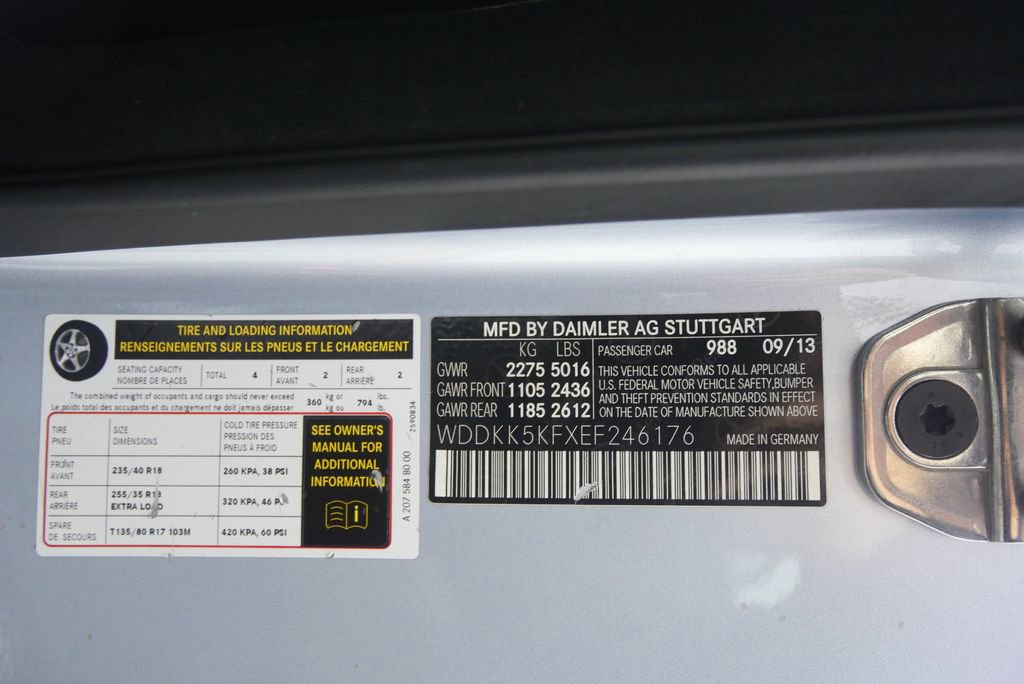 TIRE AND LOADING INFORMATION
RENSEIGNEMENTS SUR LES PNEUS ET LE CHARGEMENT
SEATING CAPACITY
NOMBRE DE PLACES
TOTAL 4
FRONT
AVANT
2
REAR
ARRIÈRE
2
The combined weight of occupants and cargo should never exceed
Le poids total des occupants et du chargement ne doit jamais dépasser
360 kg or
kg ou
794 lbs.
lb.
TIRE
PNEU
SIZE
DIMENSIONS
COLD TIRE PRESSURE
PRESSION DES
PNEUS À FROID
FRONT
AVANT
235/40 R18
260 KPA, 38 PSI
REAR
ARRIÈRE
255/35 R18
EXTRA LOAD
320 KPA, 46
SPARE
DE SECOURS
T135/80 R17 103M
420 KPA, 60 PSI
SEE OWNER'S
MANUAL FOR
ADDITIONAL
INFORMATION
i
2590834
A 207 584 80 00
MFD BY DAIMLER AG STUTTGART
KG LBS
GWR
2275 5016
GAWR FRONT 1105 2436
GAWR REAR 1185 2612
PASSENGER CAR 988 09/13
THIS VEHICLE CONFORMS TO ALL APPLICABLE
U.S. FEDERAL MOTOR VEHICLE SAFETY,BUMPER
AND THEFT PREVENTION STANDARDS IN EFFECT
ON THE DATE OF MANUFACTURE SHOWN ABOVE
WDDKK5KFXEF246176
MADE IN GERMANY